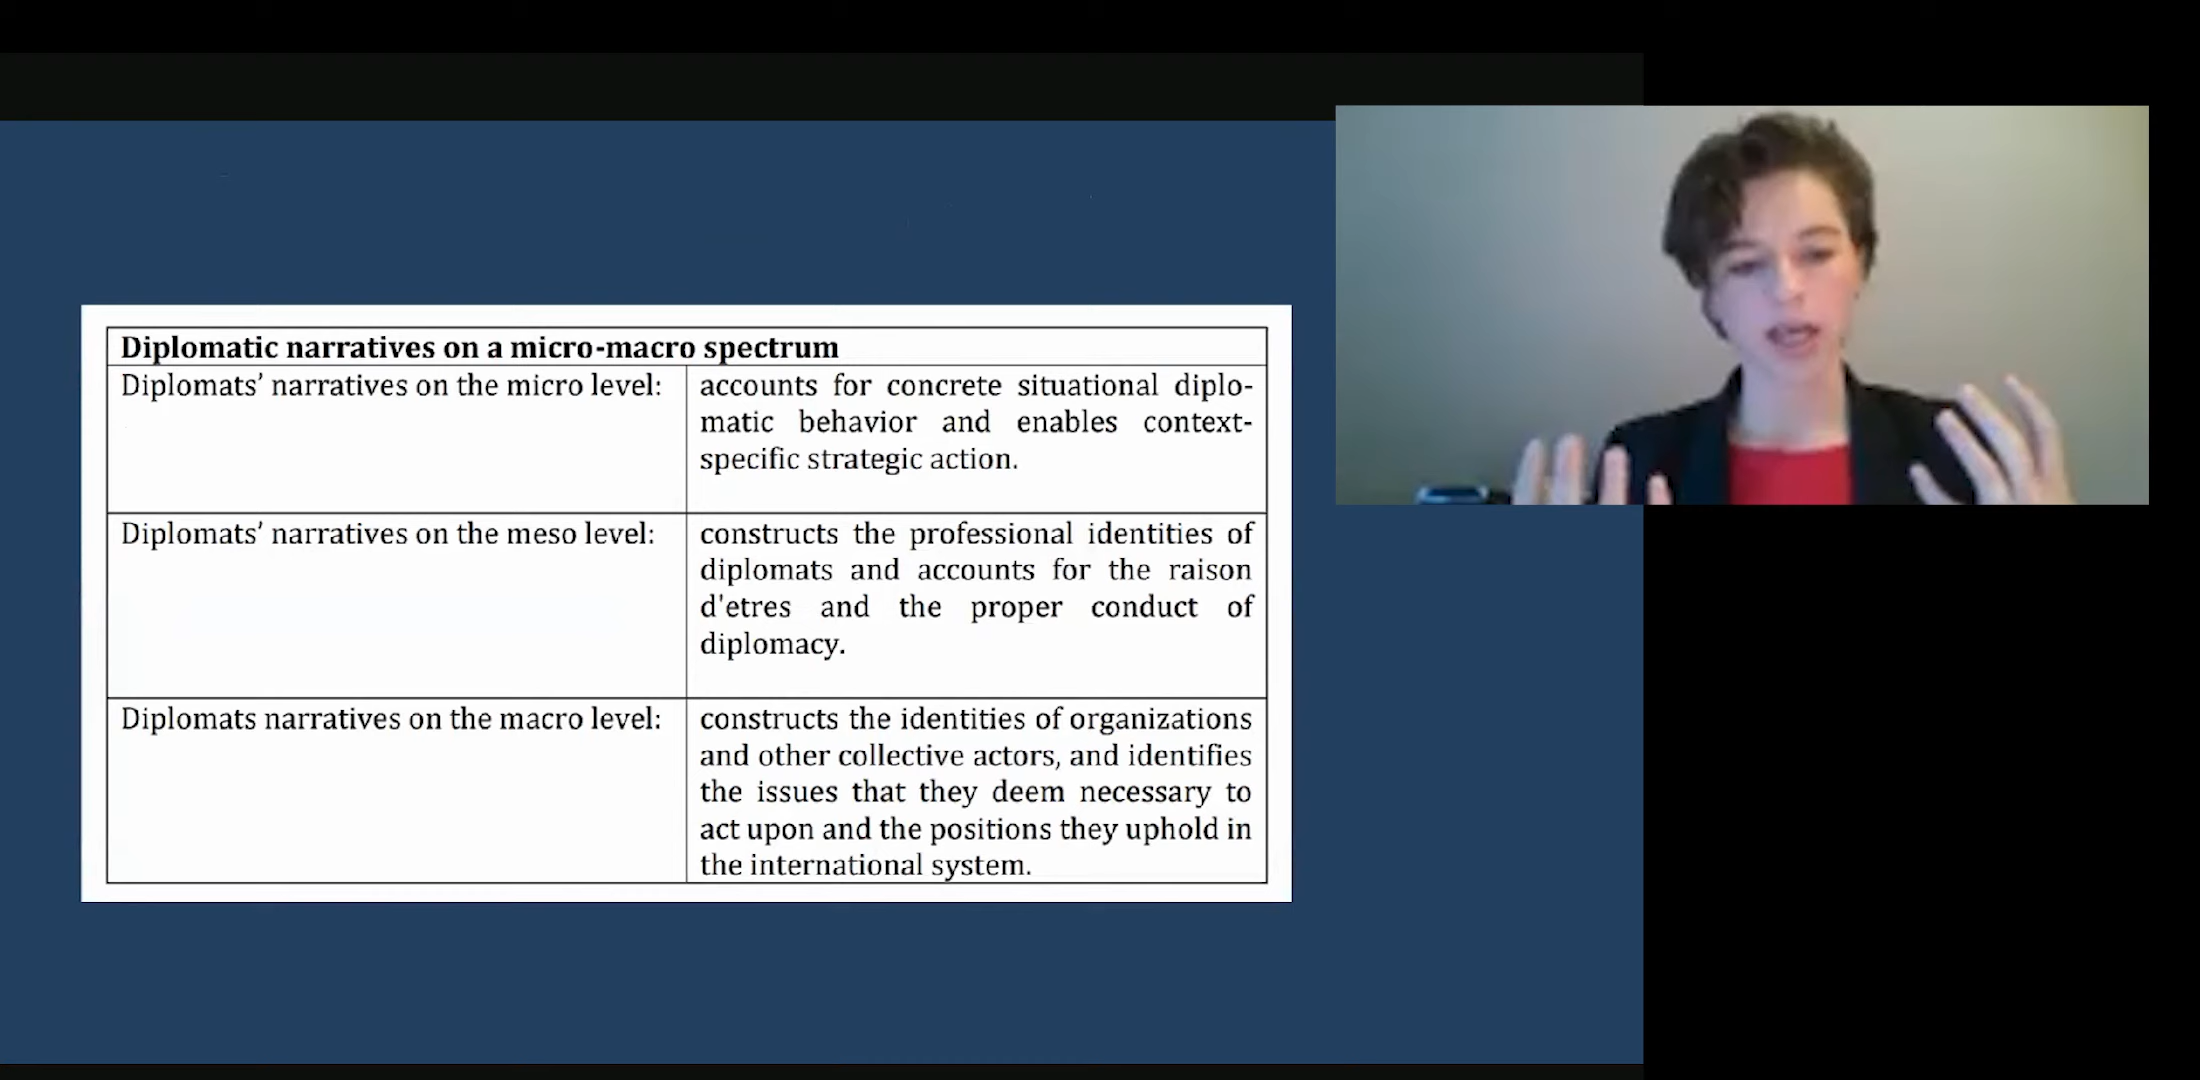 Diplomatic narratives on a micro-macro spectrum
Diplomats’ narratives on the micro level:
accounts for concrete situational diplo-
matic behavior and enables context-
specific strategic action.
Diplomats’ narratives on the meso level:
constructs the professional identities of
diplomats and accounts for the raison
d'etres and the proper conduct of
diplomacy.
Diplomats narratives on the macro level:
constructs the identities of organizations
and other collective actors, and identifies
the issues that they deem necessary to
act upon and the positions they uphold in
the international system.